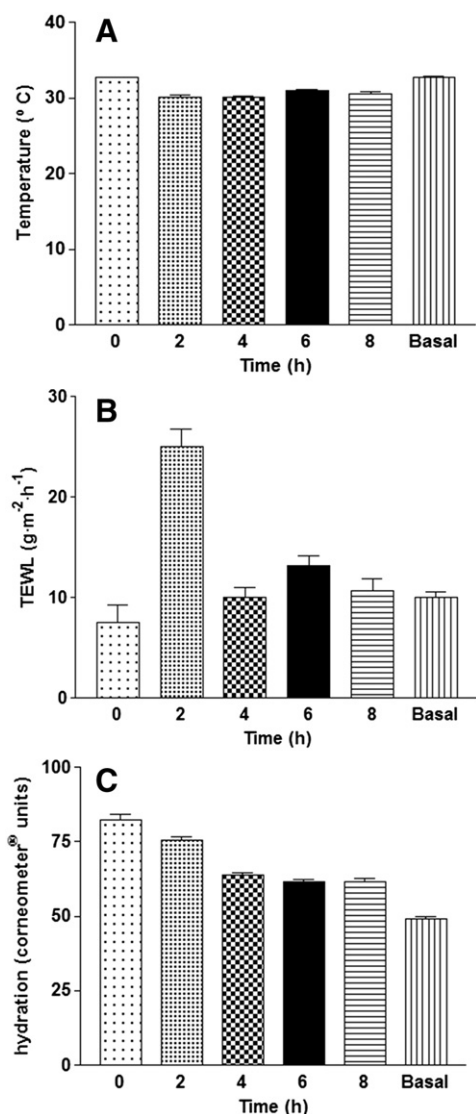 A
Temperature (º C)
40
30
20
10
0
0 2 4 6 8 Basal
Time (h)
B
TEWL (g·m⁻²·h⁻¹)
30
20
10
0
0 2 4 6 8 Basal
Time (h)
C
hydration (corneometer® units)
100
75
50
25
0
0 2 4 6 8 Basal
Time (h)